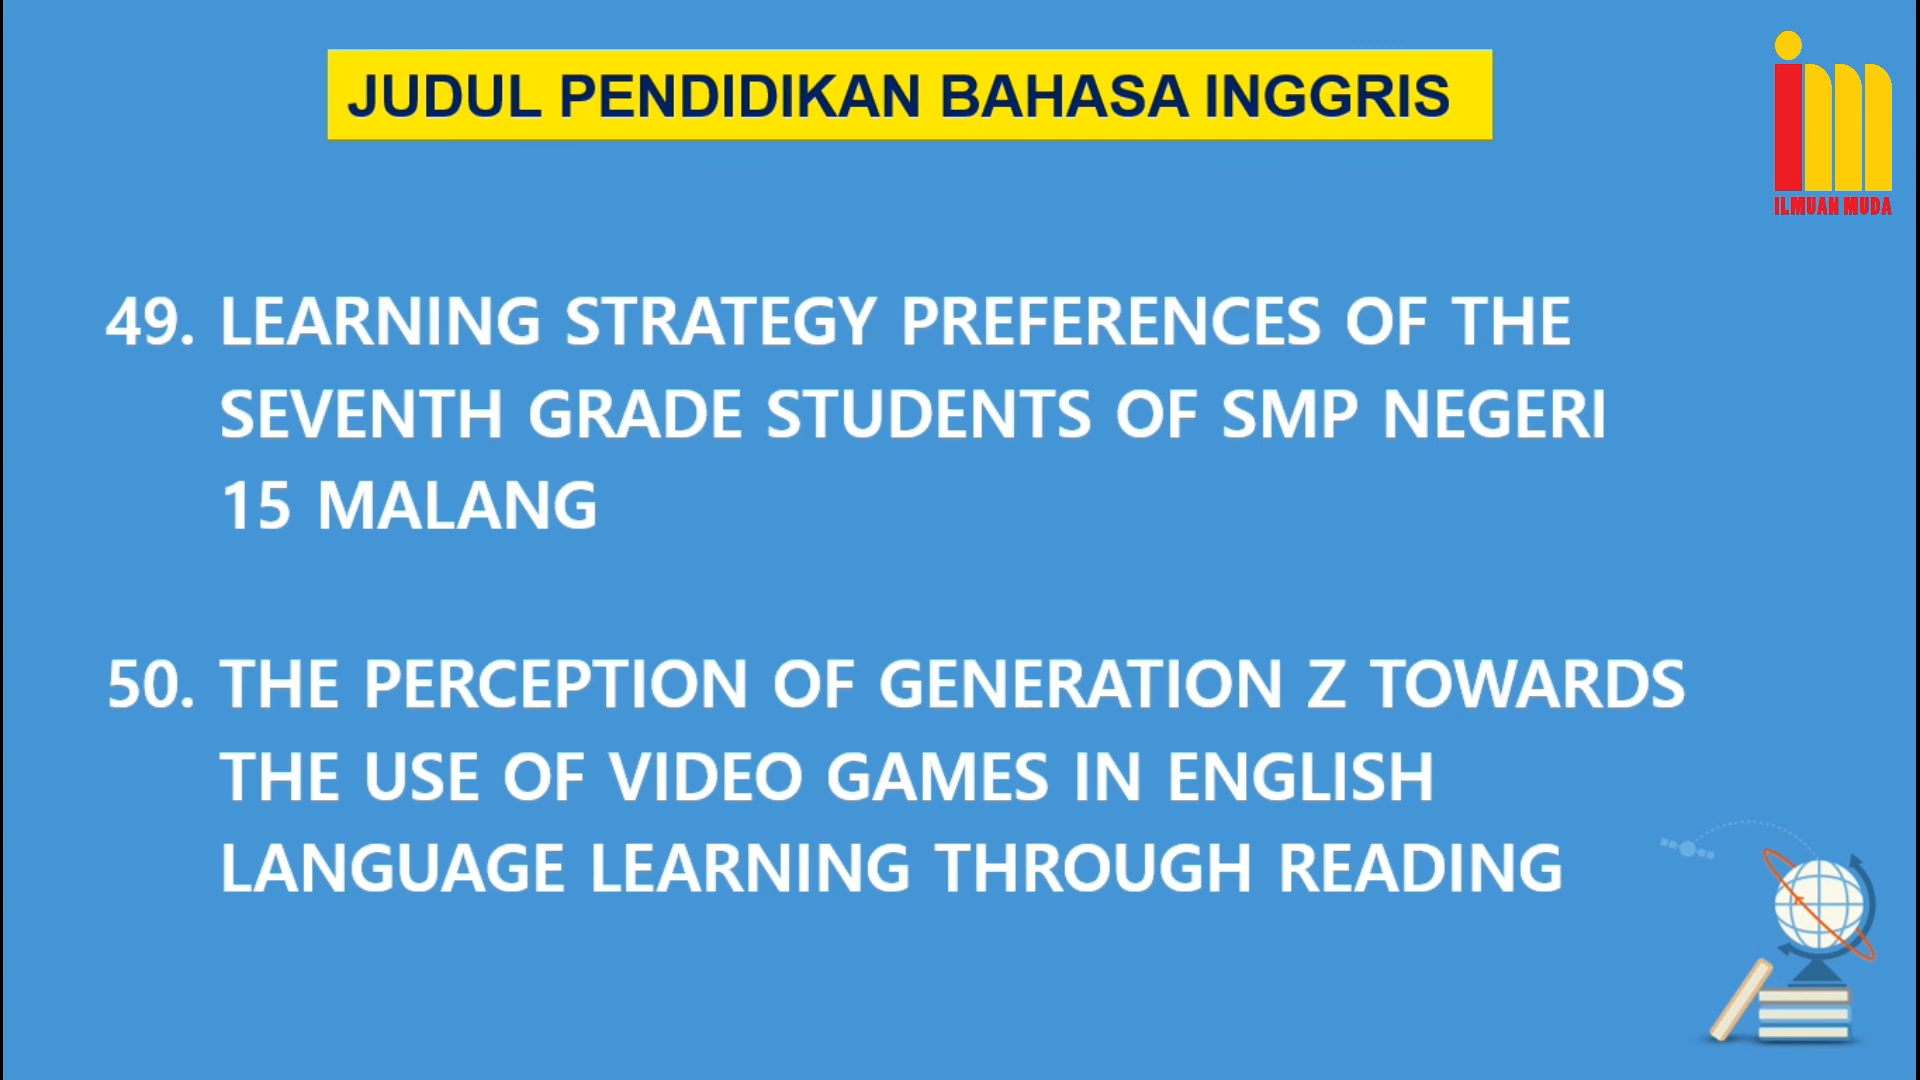 JUDUL PENDIDIKAN BAHASA INGGRIS
ILMUAN MUDA
49. LEARNING STRATEGY PREFERENCES OF THE
SEVENTH GRADE STUDENTS OF SMP NEGERI
15 MALANG
50. THE PERCEPTION OF GENERATION Z TOWARDS
THE USE OF VIDEO GAMES IN ENGLISH
LANGUAGE LEARNING THROUGH READING